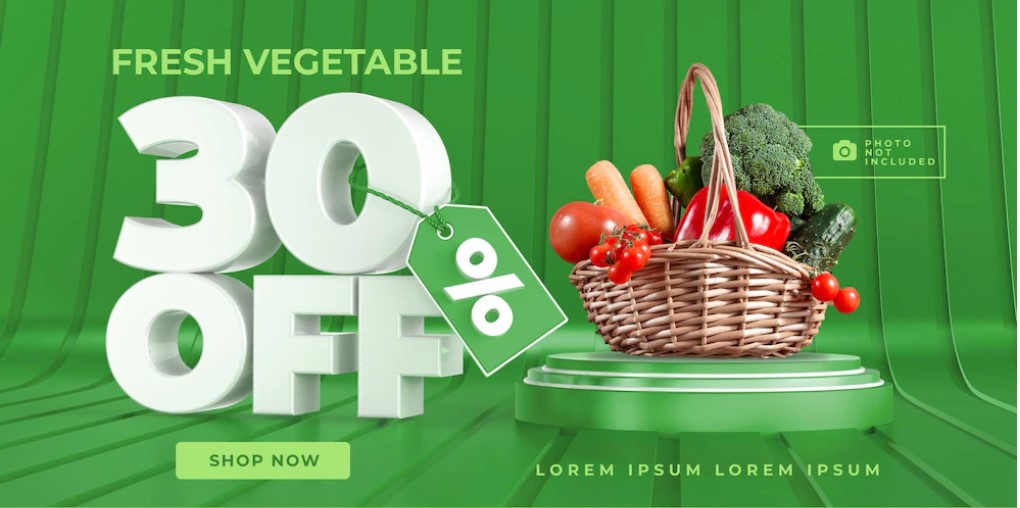 FRESH VEGETABLE
30
%
OFF
SHOP NOW
PHOTO
NOT
INCLUDED
LOREM IPSUM LOREM IPSUM